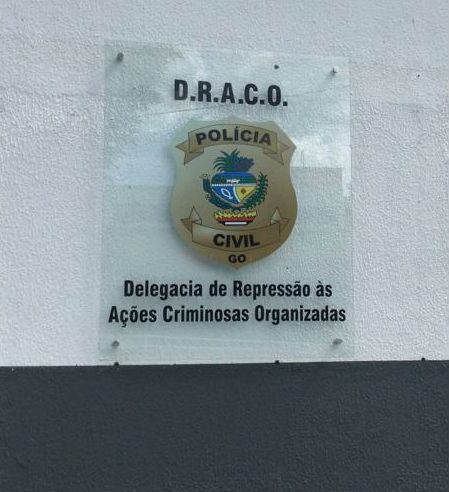 D.R.A.C.O.
POLÍCIA
CIVIL
GO
Delegacia de Repressão às
Ações Criminosas Organizadas